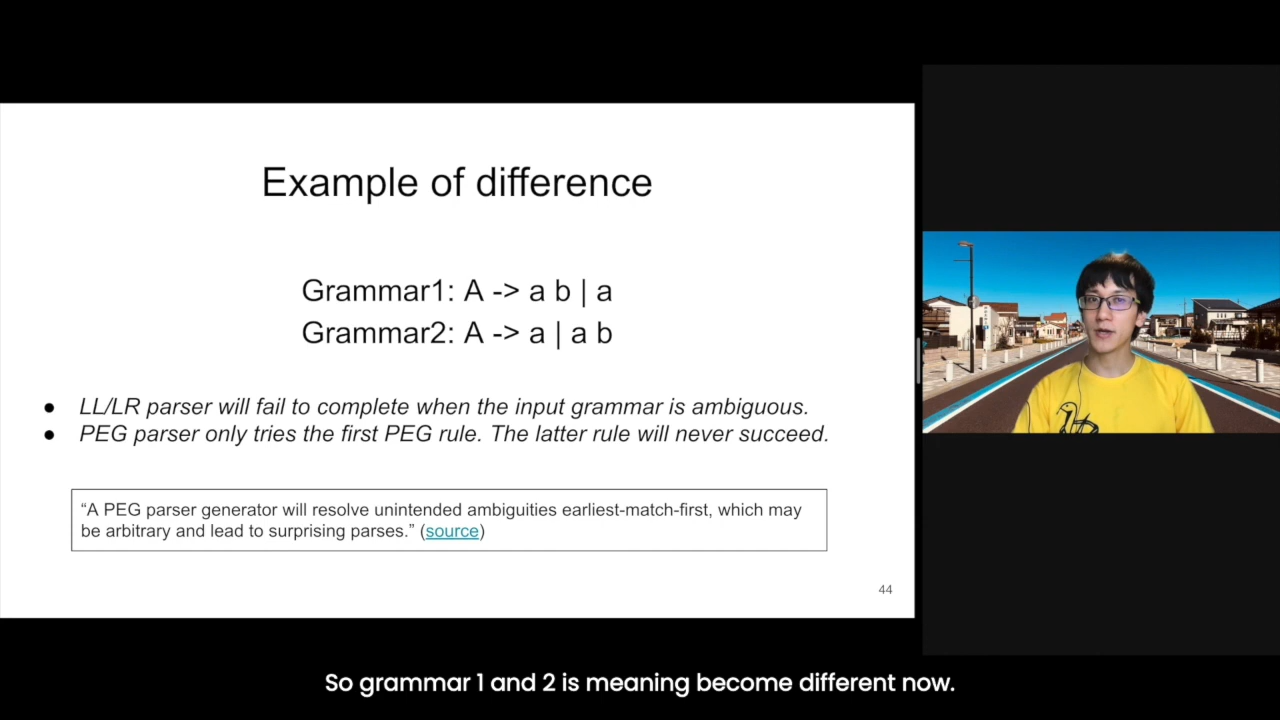 Example of difference
Grammar1: A -> a b | a
Grammar2: A -> a | a b
● LL/LR parser will fail to complete when the input grammar is ambiguous.
● PEG parser only tries the first PEG rule. The latter rule will never succeed.
“A PEG parser generator will resolve unintended ambiguities earliest-match-first, which may
be arbitrary and lead to surprising parses.” (source)
44
So grammar 1 and 2 is meaning become different now.